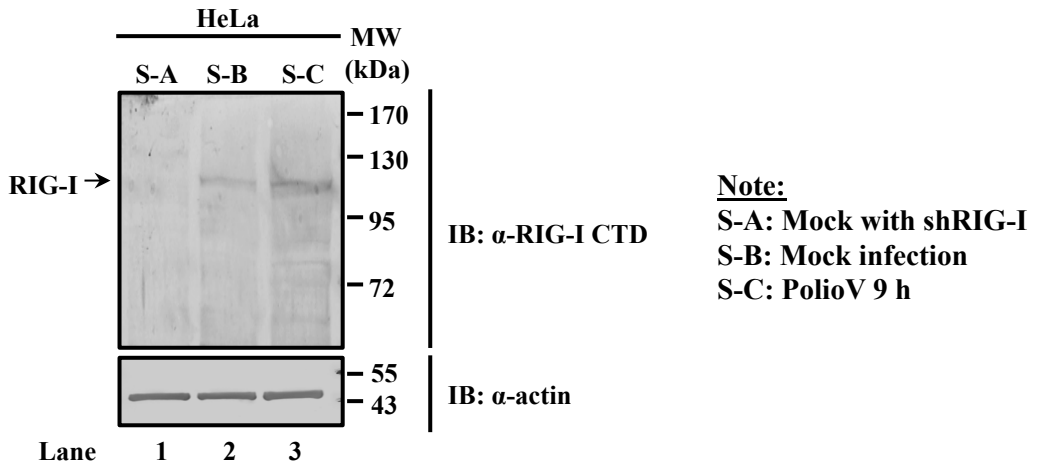 HeLa
MW
(kDa)
S-A S-B S-C
170
130
RIG-I
95
72
IB: α-RIG-I CTD
Note:
S-A: Mock with shRIG-I
S-B: Mock infection
S-C: PolioV 9 h
55
43
IB: α-actin
Lane 1 2 3